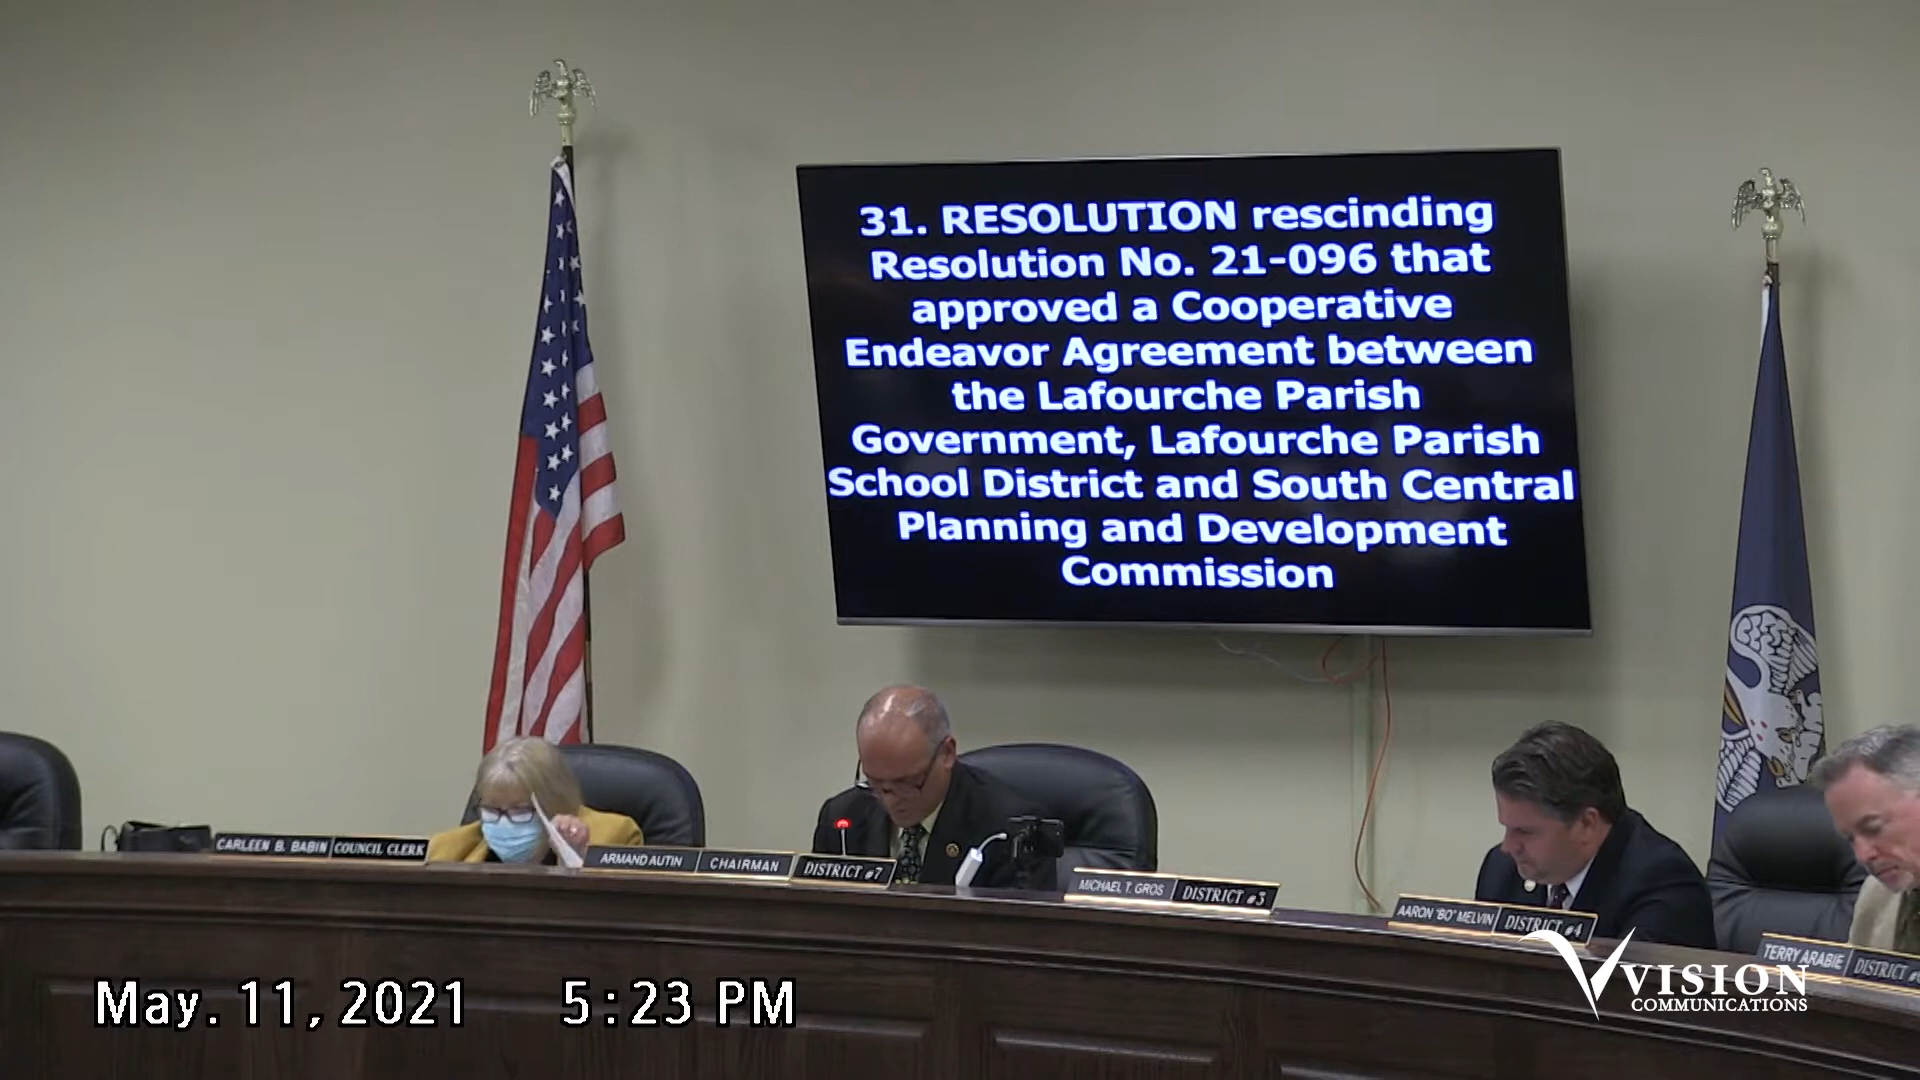 31. RESOLUTION rescinding
Resolution No. 21-096 that
approved a Cooperative
Endeavor Agreement between
the Lafourche Parish
Government, Lafourche Parish
School District and South Central
Planning and Development
Commission
CARLEEN B. BABIN COUNCIL CLERK
ARMAND AUTIN CHAIRMAN DISTRICT #7
MICHAEL T. GROS DISTRICT #3
AARON "BO" MELVIN DISTRICT #4
TERRY ARABIE DISTRICT
May. 11, 2021 5:23 PM
VISION
COMMUNICATIONS